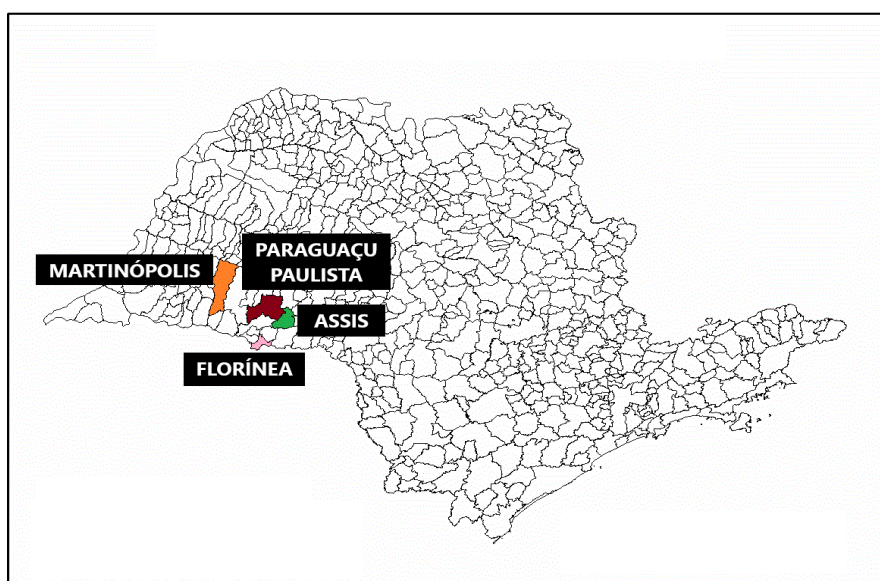 PARAGUAÇU
PAULISTA
MARTINÓPOLIS
ASSIS
FLORÍNEA